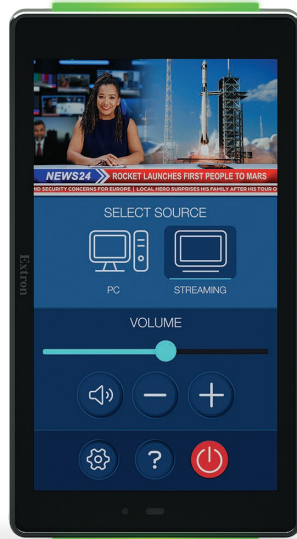 NEWS24
ROCKET LAUNCHES FIRST PEOPLE TO MARS
SECURITY CONCERNS FOR EUROPE. | LOCAL HERO SURPRISES HIS FAMILY AFTER HIS TOUR
SELECT SOURCE
PC
STREAMING
Extron
VOLUME
?